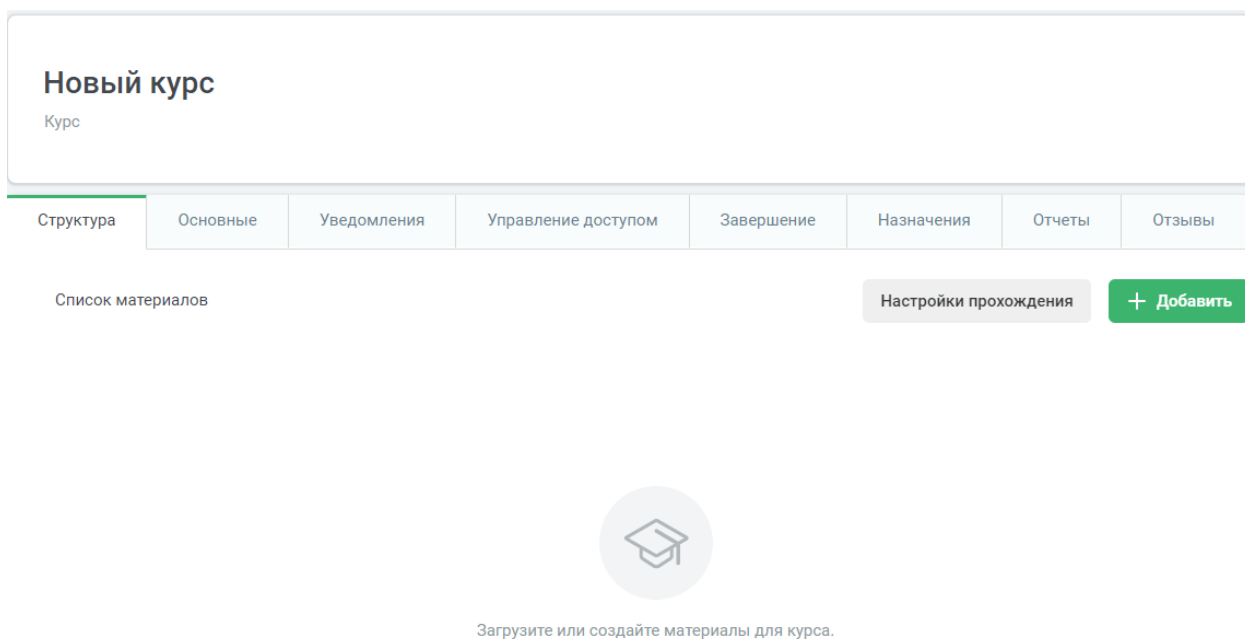 Новый курс
Курс
Структура Основные Уведомления Управление доступом Завершение Назначения Отчеты Отзывы
Список материалов Настройки прохождения + Добавить
Загрузите или создайте материалы для курса.